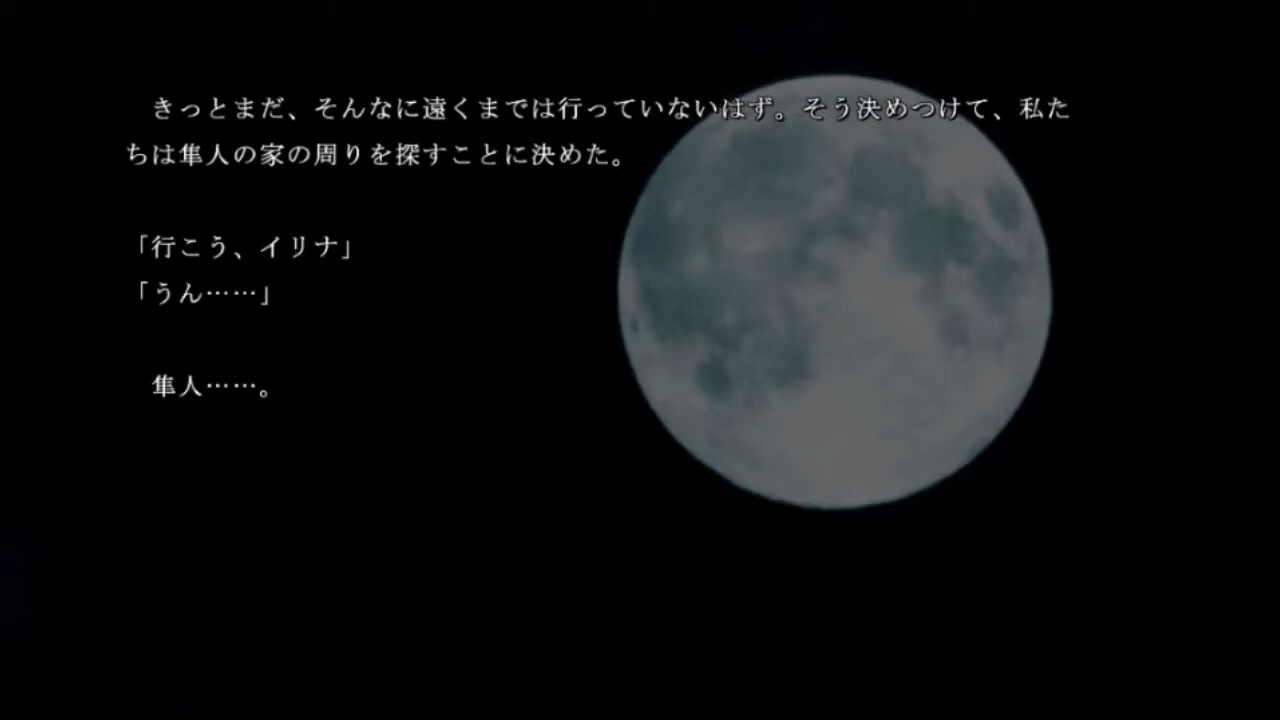 きっとまだ、そんなに遠くまでは行っていないはず。そう決めつけて、私た
ちは隼人の家の周りを探すことに決めた。
「行こう、イリナ」
「うん……」
隼人……。